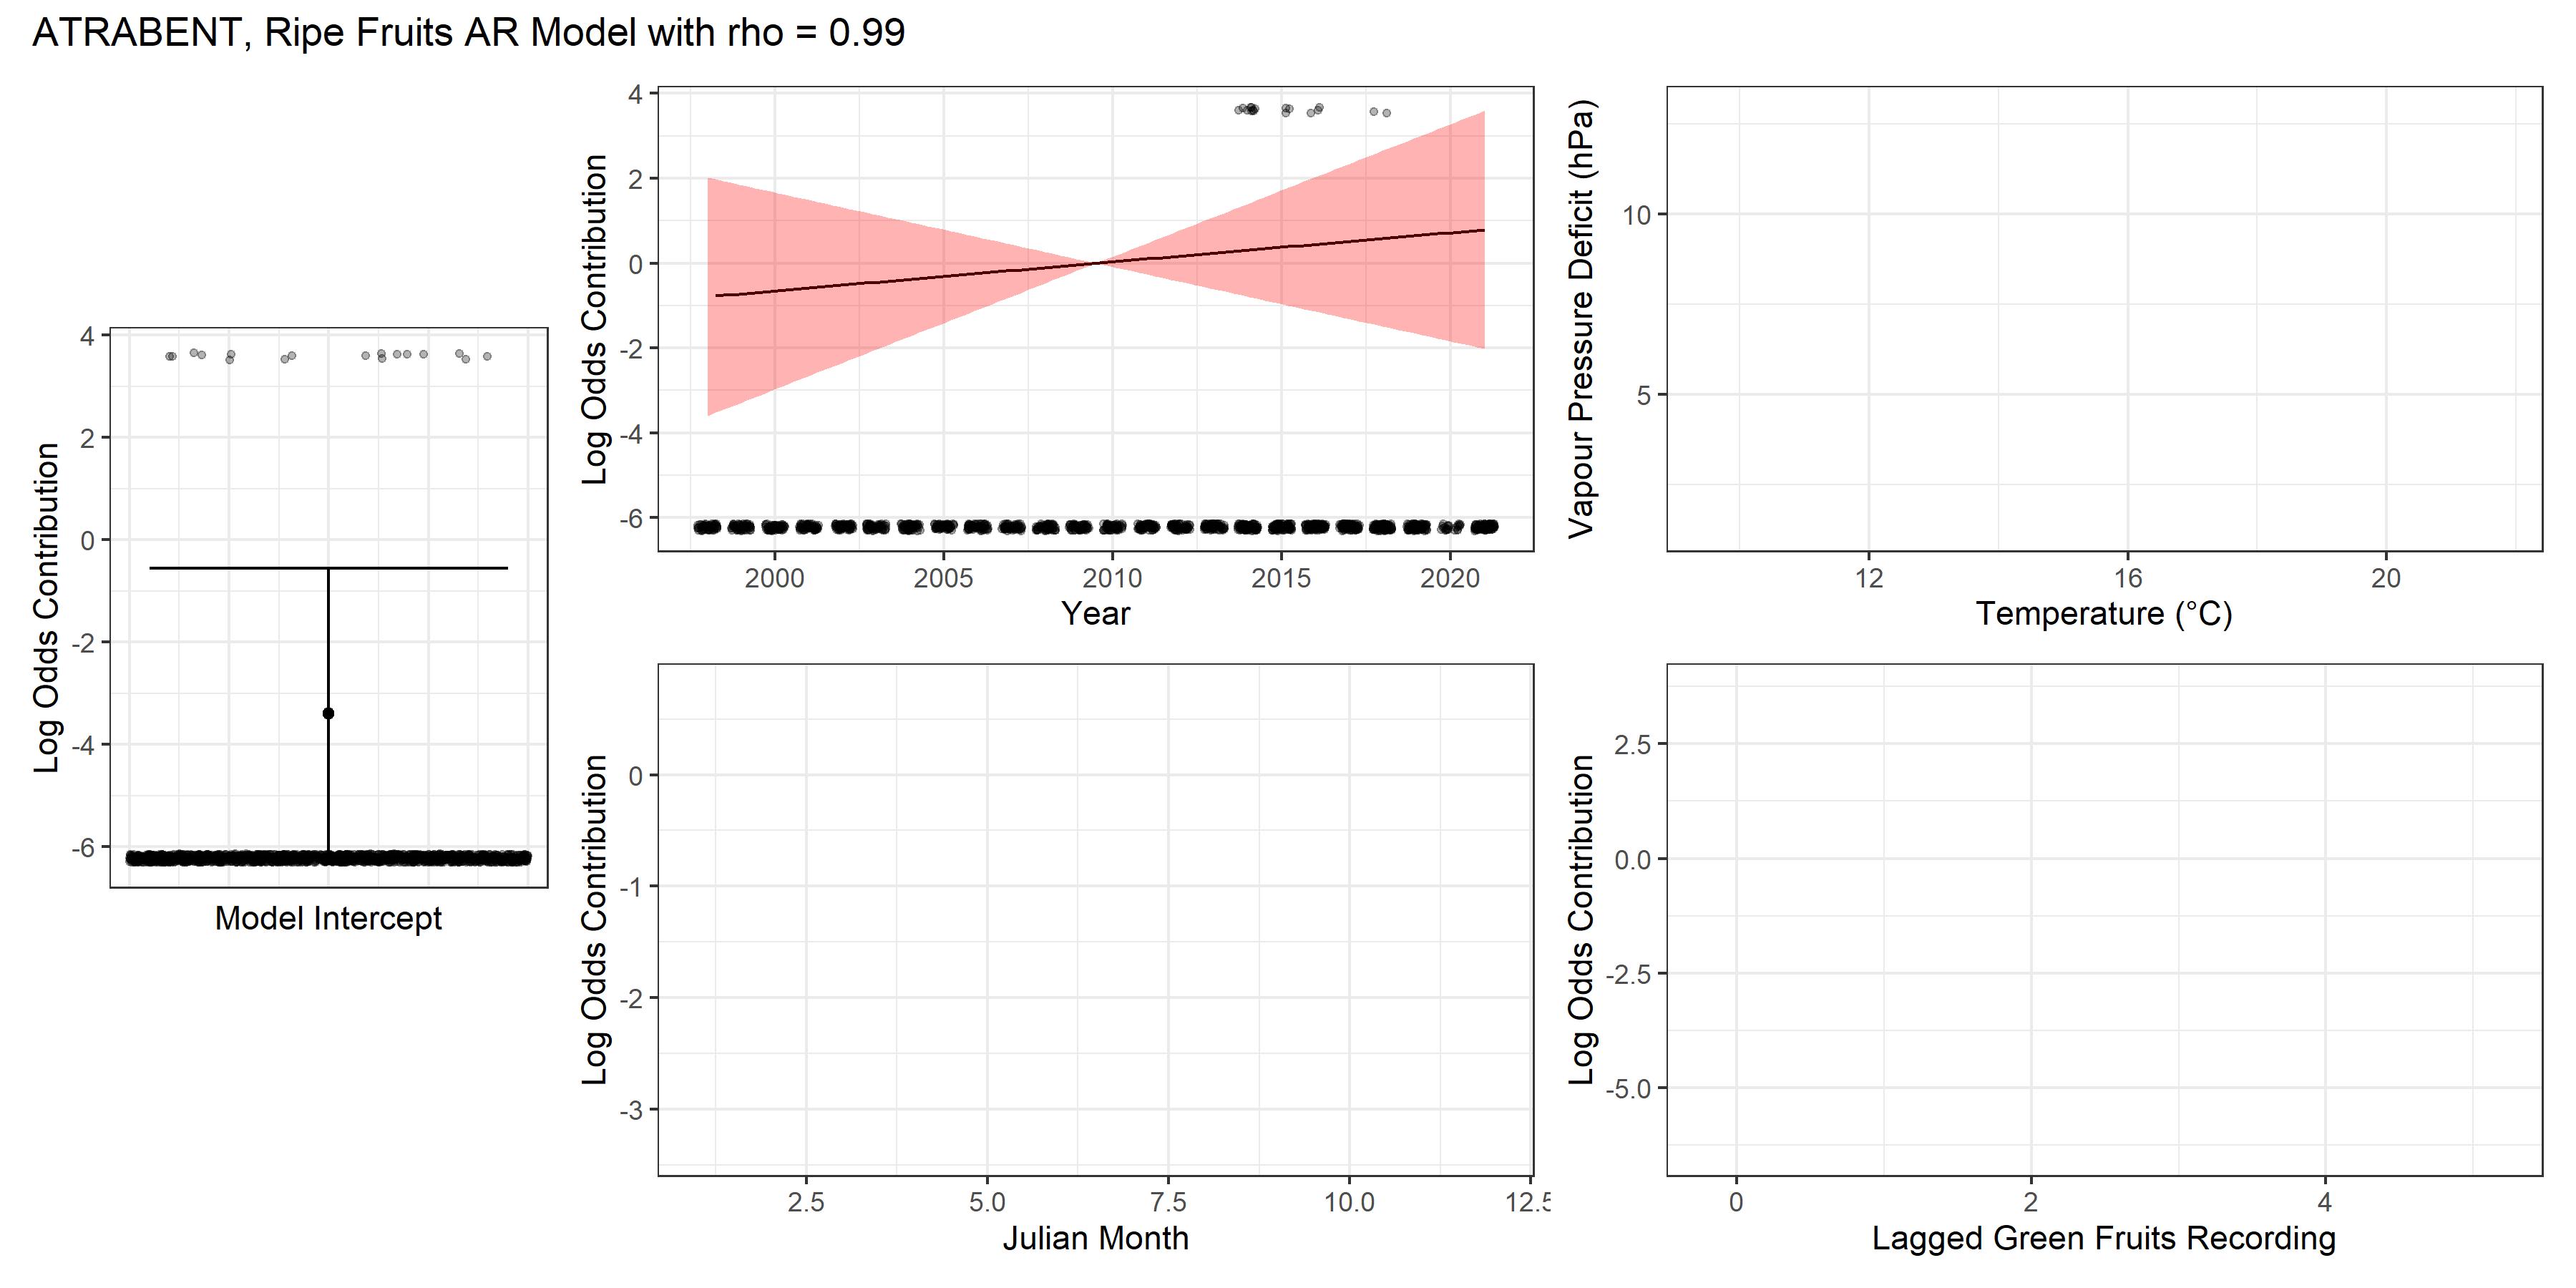 ATRABENT, Ripe Fruits AR Model with rho = 0.99
Log Odds Contribution
4
2
0
-2
-4
-6
Model Intercept
Log Odds Contribution
4
2
0
-2
-4
-6
2000 2005 2010 2015 2020
Year
Vapour Pressure Deficit (hPa)
10
5
12 16 20
Temperature (°C)
Log Odds Contribution
0
-1
-2
-3
2.5 5.0 7.5 10.0 12.5
Julian Month
Log Odds Contribution
2.5
0.0
-2.5
-5.0
0 2 4
Lagged Green Fruits Recording